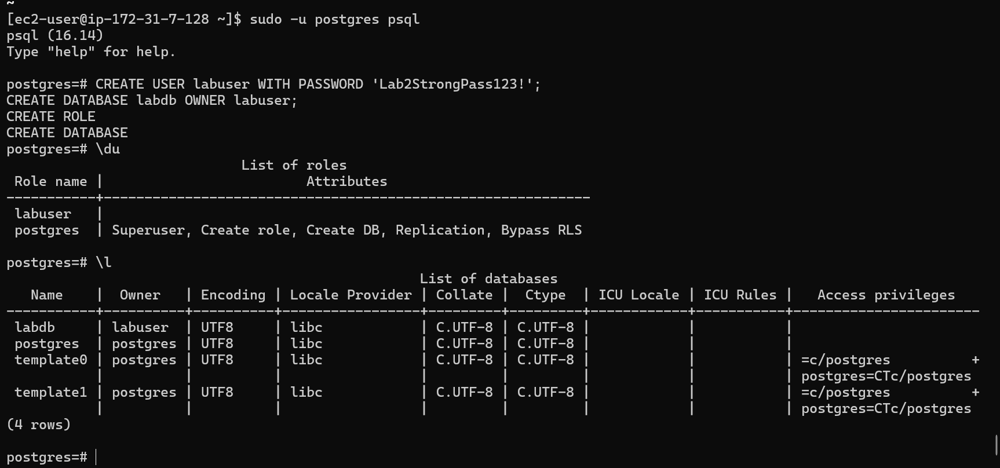 ~
[ec2-user@ip-172-31-7-128 ~]$ sudo -u postgres psql
psql (16.14)
Type "help" for help.

postgres=# CREATE USER labuser WITH PASSWORD 'Lab2StrongPass123!';
CREATE DATABASE labdb OWNER labuser;
CREATE ROLE
CREATE DATABASE
postgres=# \du
                             List of roles
 Role name |                         Attributes
-----------+------------------------------------------------------------
 labuser   |
 postgres  | Superuser, Create role, Create DB, Replication, Bypass RLS

postgres=# \l
                                                   List of databases
   Name    |  Owner   | Encoding | Locale Provider | Collate |  Ctype  | ICU Locale | ICU Rules |   Access privileges
-----------+----------+----------+-----------------+---------+---------+------------+-----------+-----------------------
 labdb     | labuser  | UTF8     | libc            | C.UTF-8 | C.UTF-8 |            |           |
 postgres  | postgres | UTF8     | libc            | C.UTF-8 | C.UTF-8 |            |           |
 template0 | postgres | UTF8     | libc            | C.UTF-8 | C.UTF-8 |            |           | =c/postgres          +
           |          |          |                 |         |         |            |           | postgres=CTc/postgres
 template1 | postgres | UTF8     | libc            | C.UTF-8 | C.UTF-8 |            |           | =c/postgres          +
           |          |          |                 |         |         |            |           | postgres=CTc/postgres
(4 rows)

postgres=#